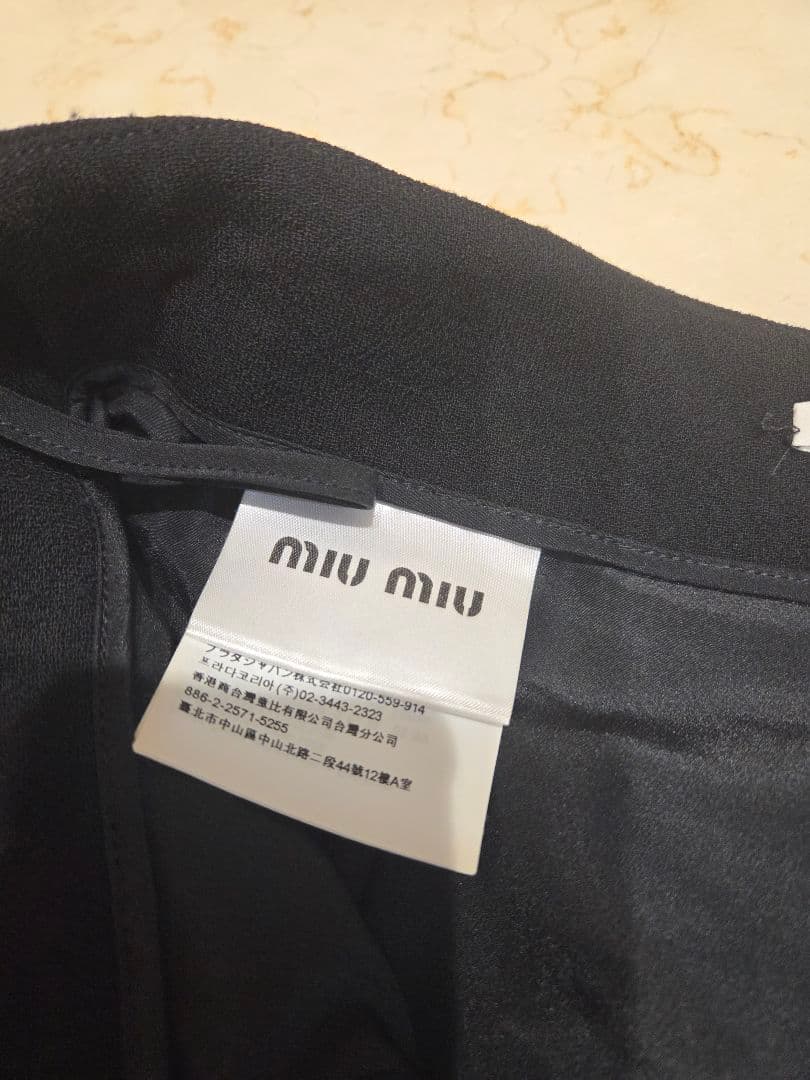 miu miu
プラダジャパン株式会社0120-559-914
프라다코리아(주)02-3443-2323
香港商台灣意比有限公司台灣分公司
886-2-2571-5255
臺北市中山區中山北路二段44號12樓A室